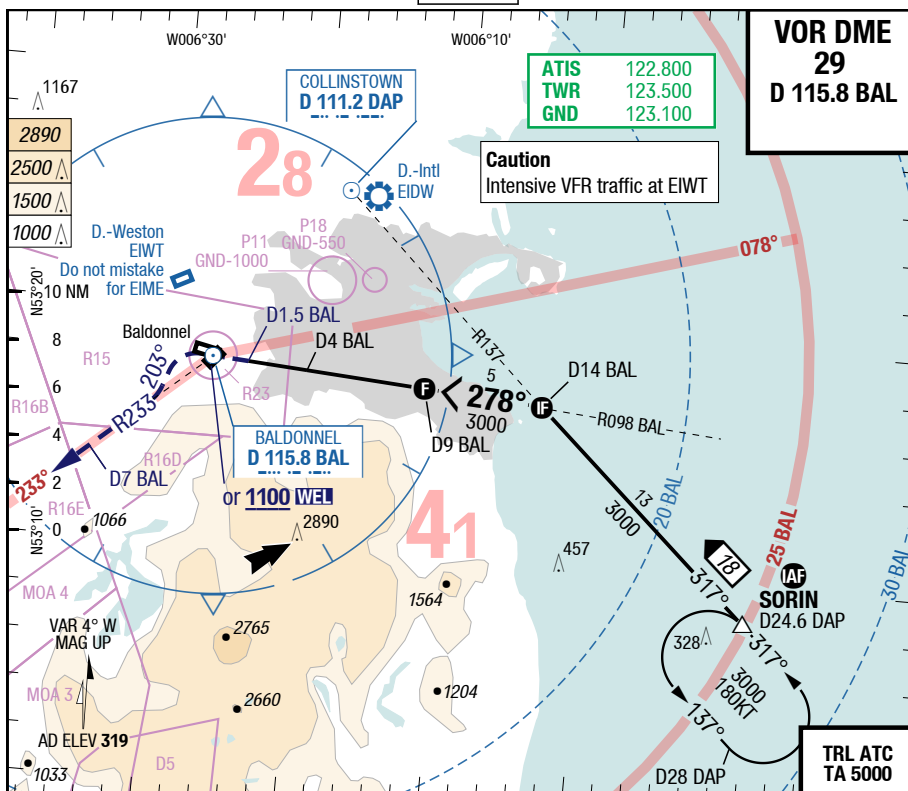 W006°30'
W006°10'
VOR DME
29
D 115.8 BAL
ATIS 122.800
TWR 123.500
GND 123.100
COLLINSTOWN
D 111.2 DAP
1167
2890
2500
1500
1000
28
Caution
Intensive VFR traffic at EIWT
D.-Intl
EIDW
D.-Weston
EIWT
Do not mistake
for EIME
P18
GND-550
P11
GND-1000
078°
N53°20'
10 NM
8
6
4
2
0
N53°10'
Baldonnel
D1.5 BAL
D4 BAL
R137
5
D14 BAL
R15
203°
R23
F
278°
3000
IF
R098 BAL
R16B
R233
D9 BAL
BALDONNEL
D 115.8 BAL
R16D
D7 BAL
233°
or 1100 WEL
R16E
1066
2890
41
13
3000
20 BAL
25 BAL
30 BAL
457
18
317°
IAF
SORIN
D24.6 DAP
MOA 4
1564
VAR 4° W
MAG UP
2765
328
317°
3000
180KT
137°
MOA 3
2660
1204
AD ELEV 319
D5
1033
D28 DAP
TRL ATC
TA 5000